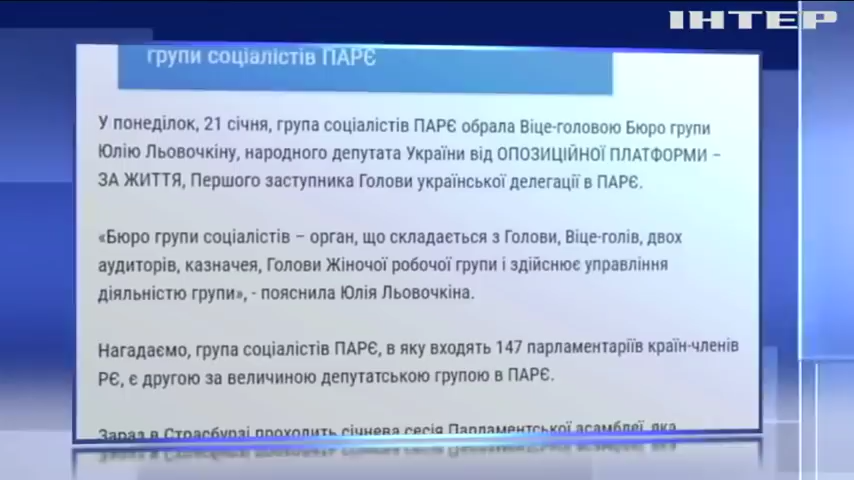 ІНТЕР
групи соціалістів ПАРЄ
У понеділок, 21 січня, група соціалістів ПАРЄ обрала Віце-головою Бюро групи
Юлію Льовочкіну, народного депутата України від ОПОЗИЦІЙНОЇ ПЛАТФОРМИ –
ЗА ЖИТТЯ, Першого заступника Голови української делегації в ПАРЄ.
«Бюро групи соціалістів – орган, що складається з Голови, Віце-голів, двох
аудиторів, казначея, Голови Жіночої робочої групи і здійснює управління
діяльністю групи», - пояснила Юлія Льовочкіна.
Нагадаємо, група соціалістів ПАРЄ, в яку входять 147 парламентаріїв країн-членів
РЄ, є другою за величиною депутатською групою в ПАРЄ.
Зараз в Страсбурзі проходить січнева сесія Парламентської асамблеї, яка